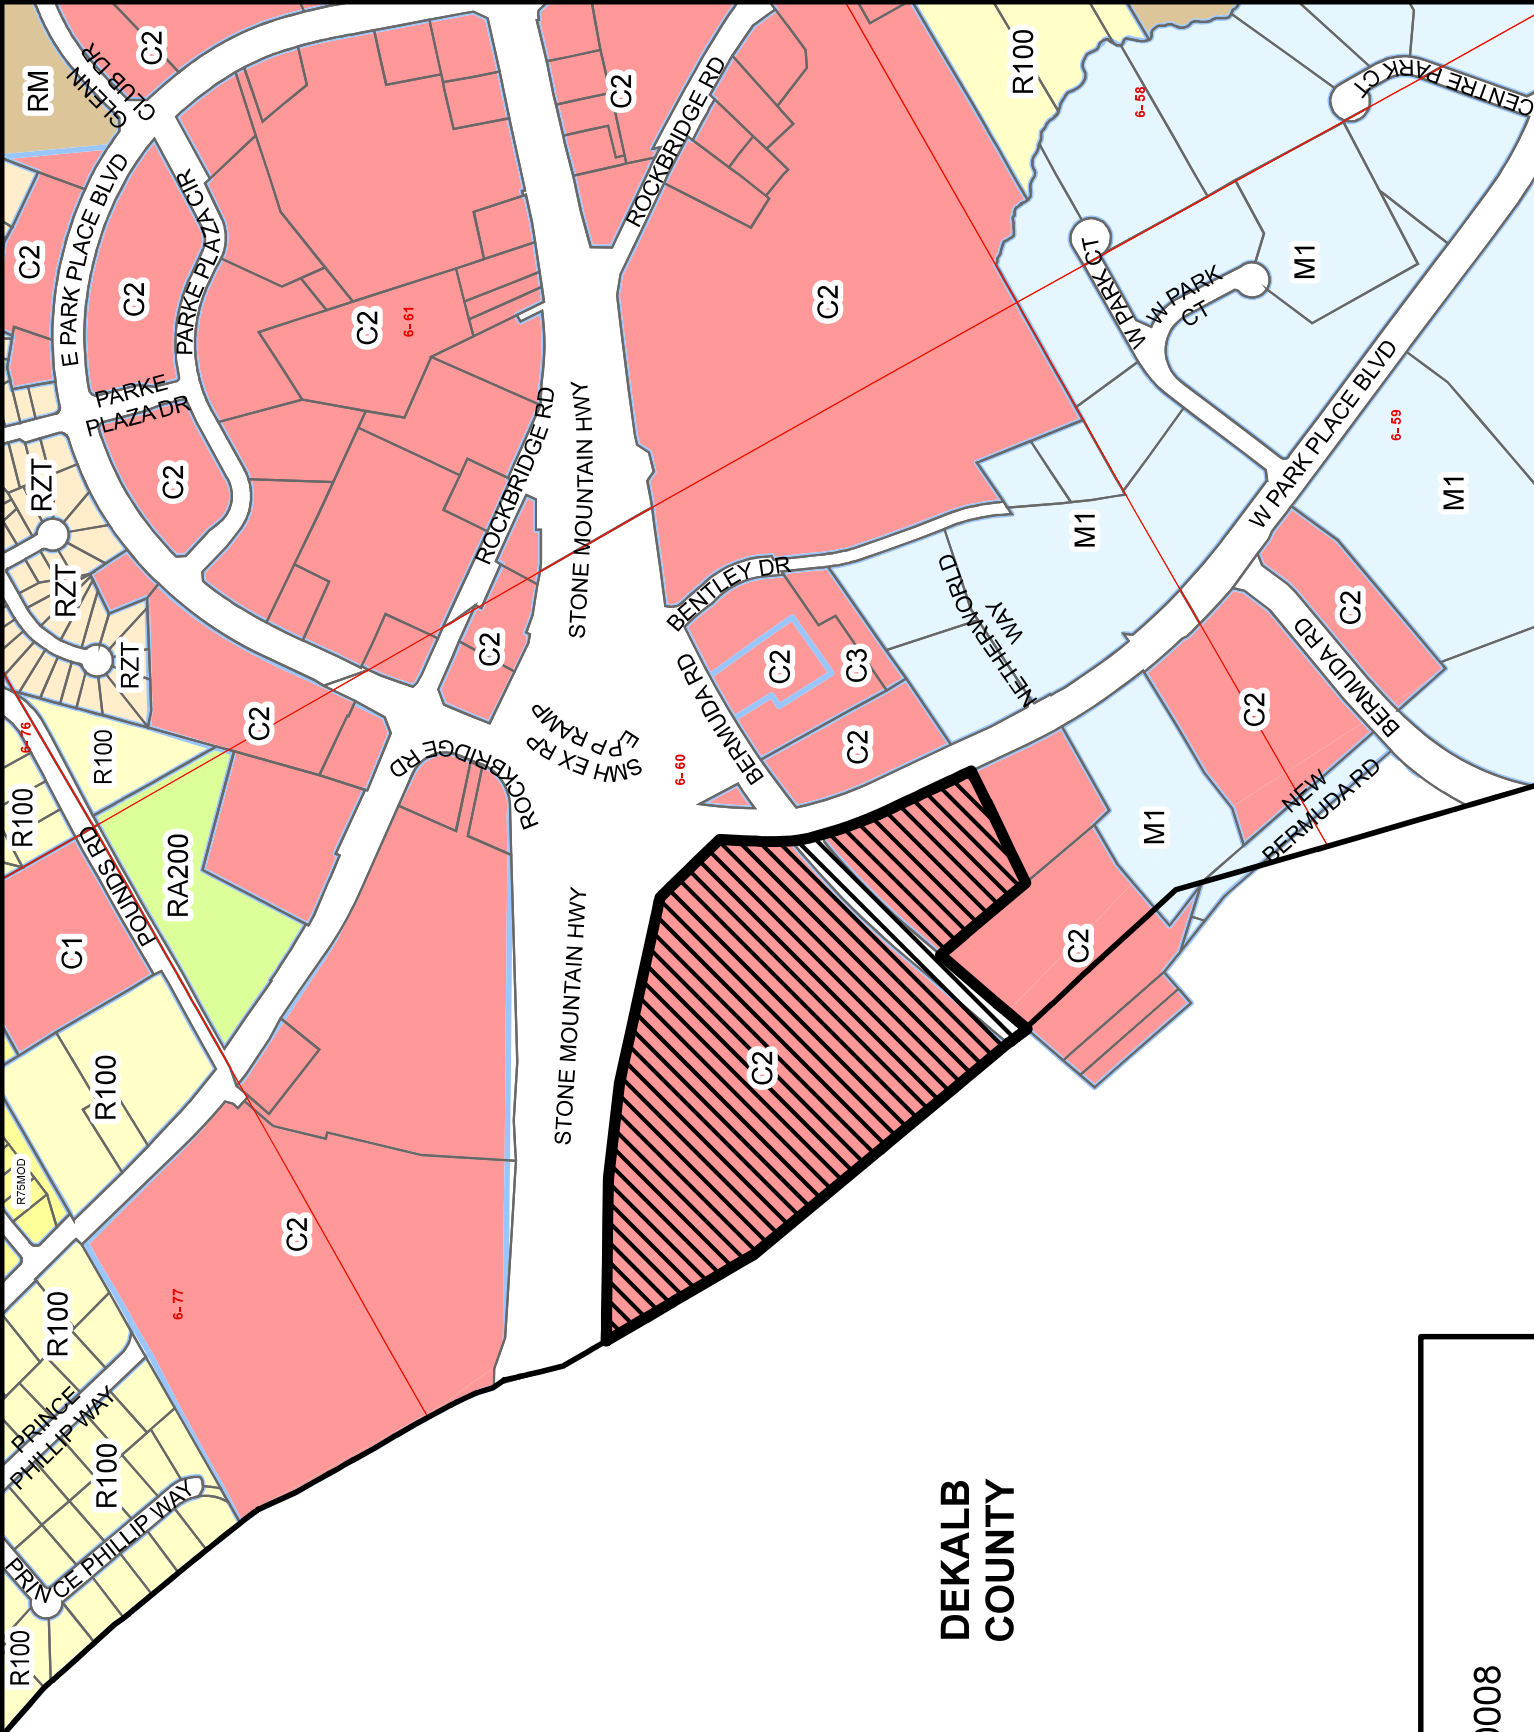 RM
GLENN
CLUB DR
C2
C2
E PARK PLACE BLVD
C2
PARKE PLAZA CIR
PARKE
PLAZA DR
C2
RZT
RZT
RZT
C2
6-61
C2
ROCKBRIDGE RD
C2
R100
6-58
CENTRE PARK CT
W PARK CT
W PARK
CT
M1
C2
ROCKBRIDGE RD
STONE MOUNTAIN HWY
C2
W PARK PLACE BLVD
6-59
M1
M1
BENTLEY DR
NETHERWORLD
WAY
C2
BERMUDA RD
C2
NEW
BERMUDA RD
C2
C3
C2
BERMUDA RD
6-60
SMH EX RP
E P P RAMP
ROCKBRIDGE RD
C2
6-76
R100
R100
POUNDS RD
RA200
C1
R100
R75MOD
STONE MOUNTAIN HWY
C2
M1
C2
C2
6-77
R100
PRINCE
PHILLIP WAY
R100
PRINCE PHILLIP WAY
R100
DEKALB
COUNTY
0008